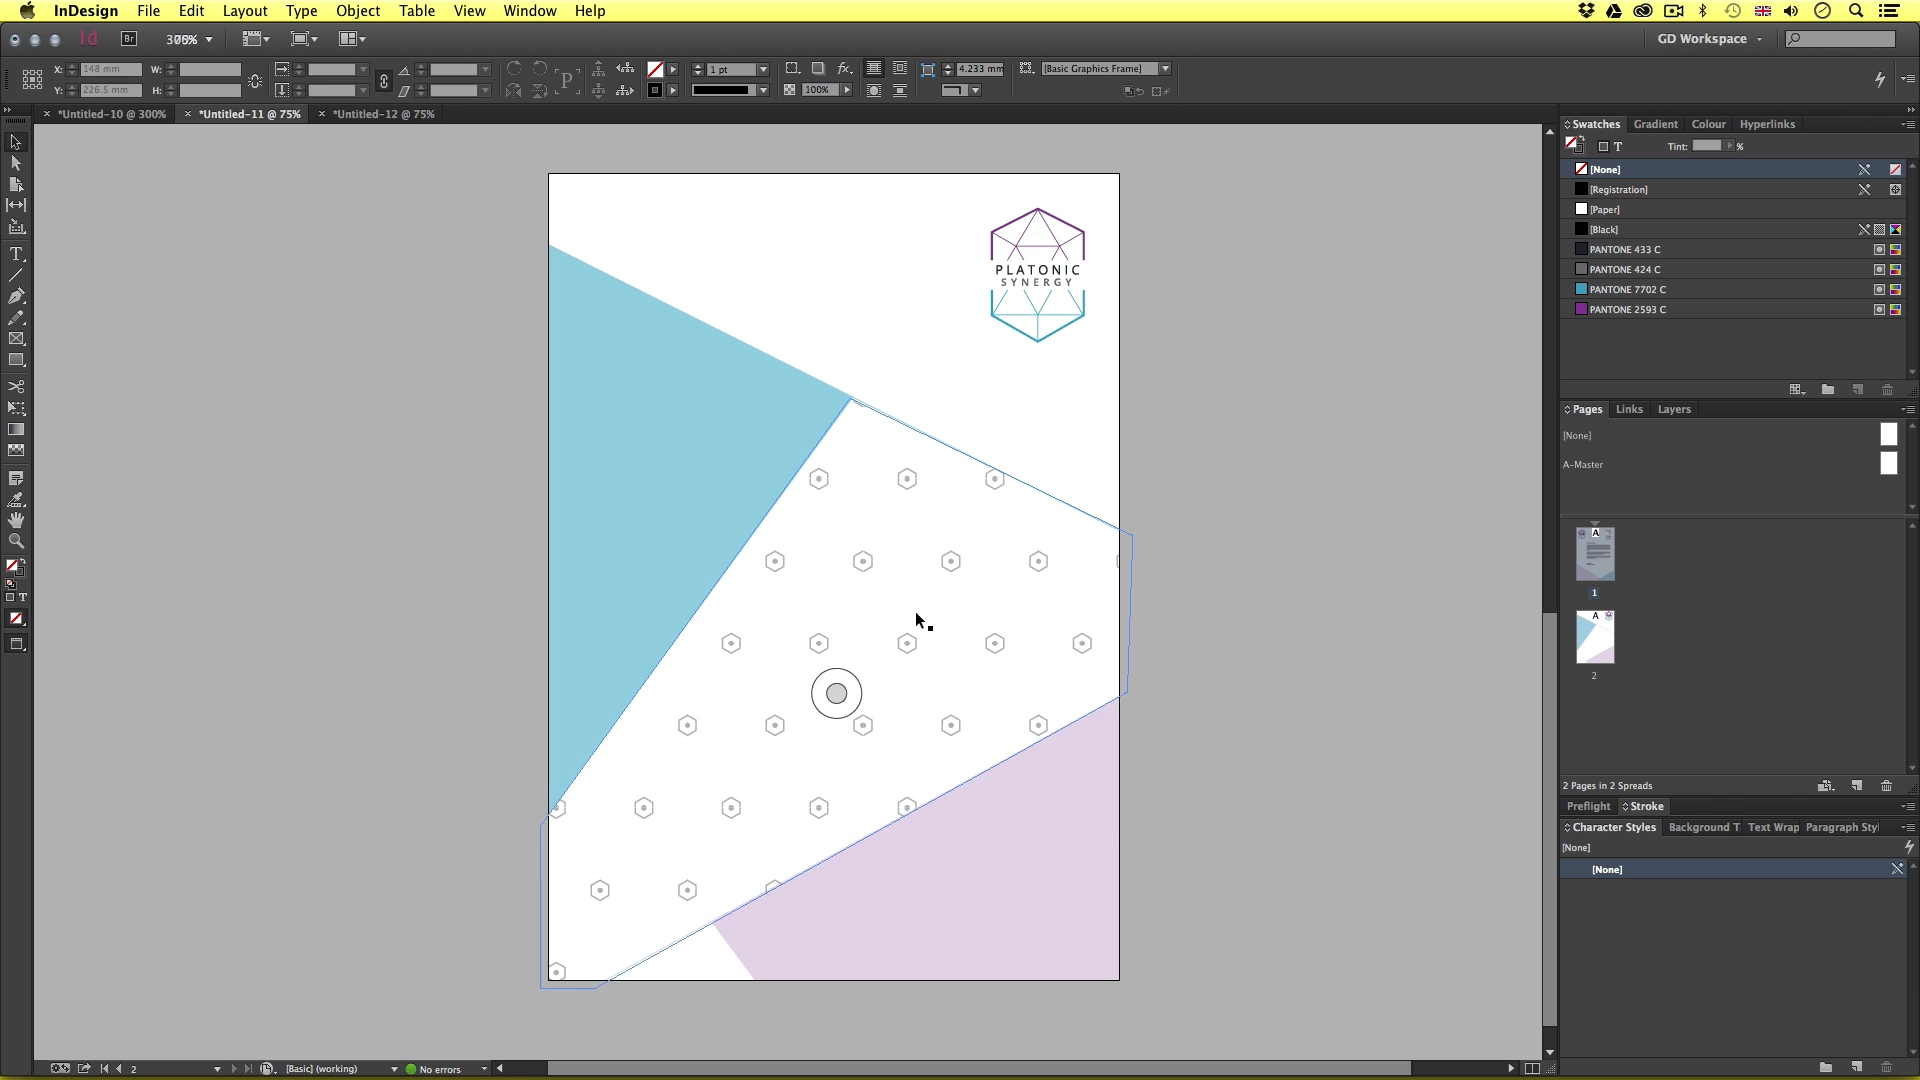 InDesign File Edit Layout Type Object Table View Window Help
Br GD Workspace
X: 148 mm W: 1 pt 4.233 mm [Basic Graphics Frame]
Y: 226.5 mm H: 100%
*Untitled-10 @ 300% *Untitled-11 @ 75% *Untitled-12 @ 75%
Swatches Gradient Colour Hyperlinks
T Tint: %
[None]
[Registration]
[Paper]
[Black]
PANTONE 433 C
PANTONE 424 C
PANTONE 7702 C
PANTONE 2593 C
PLATONIC
SYNERGY
Pages Links Layers
[None]
A-Master
A
1
A
2
2 Pages in 2 Spreads
Preflight Stroke
Character Styles Background T Text Wrap Paragraph Styl
[None]
[None]
2 [Basic] (working) No errors